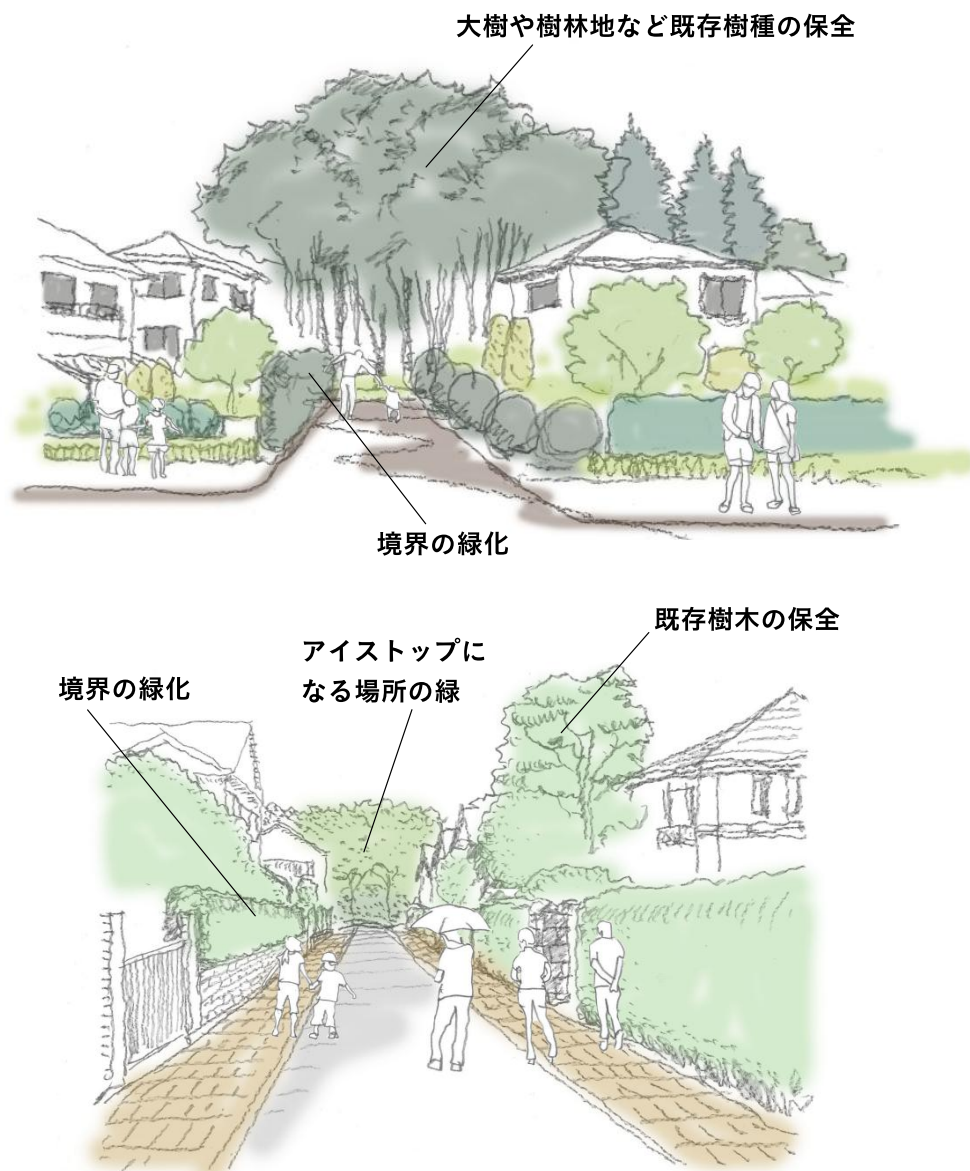 大樹や樹林地など既存樹種の保全
境界の緑化
既存樹木の保全
アイストップに
なる場所の緑
境界の緑化